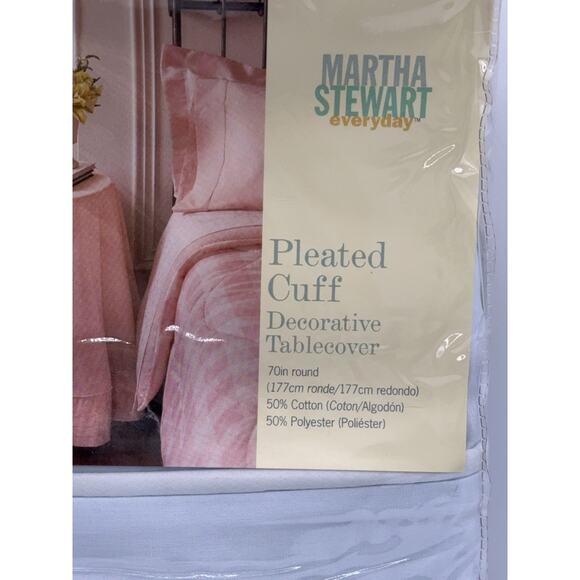 MARTHA
STEWART
everyday™
Pleated
Cuff
Decorative
Tablecover
70in round
(177cm ronde/177cm redondo)
50% Cotton (Coton/Algodón)
50% Polyester (Poliéster)